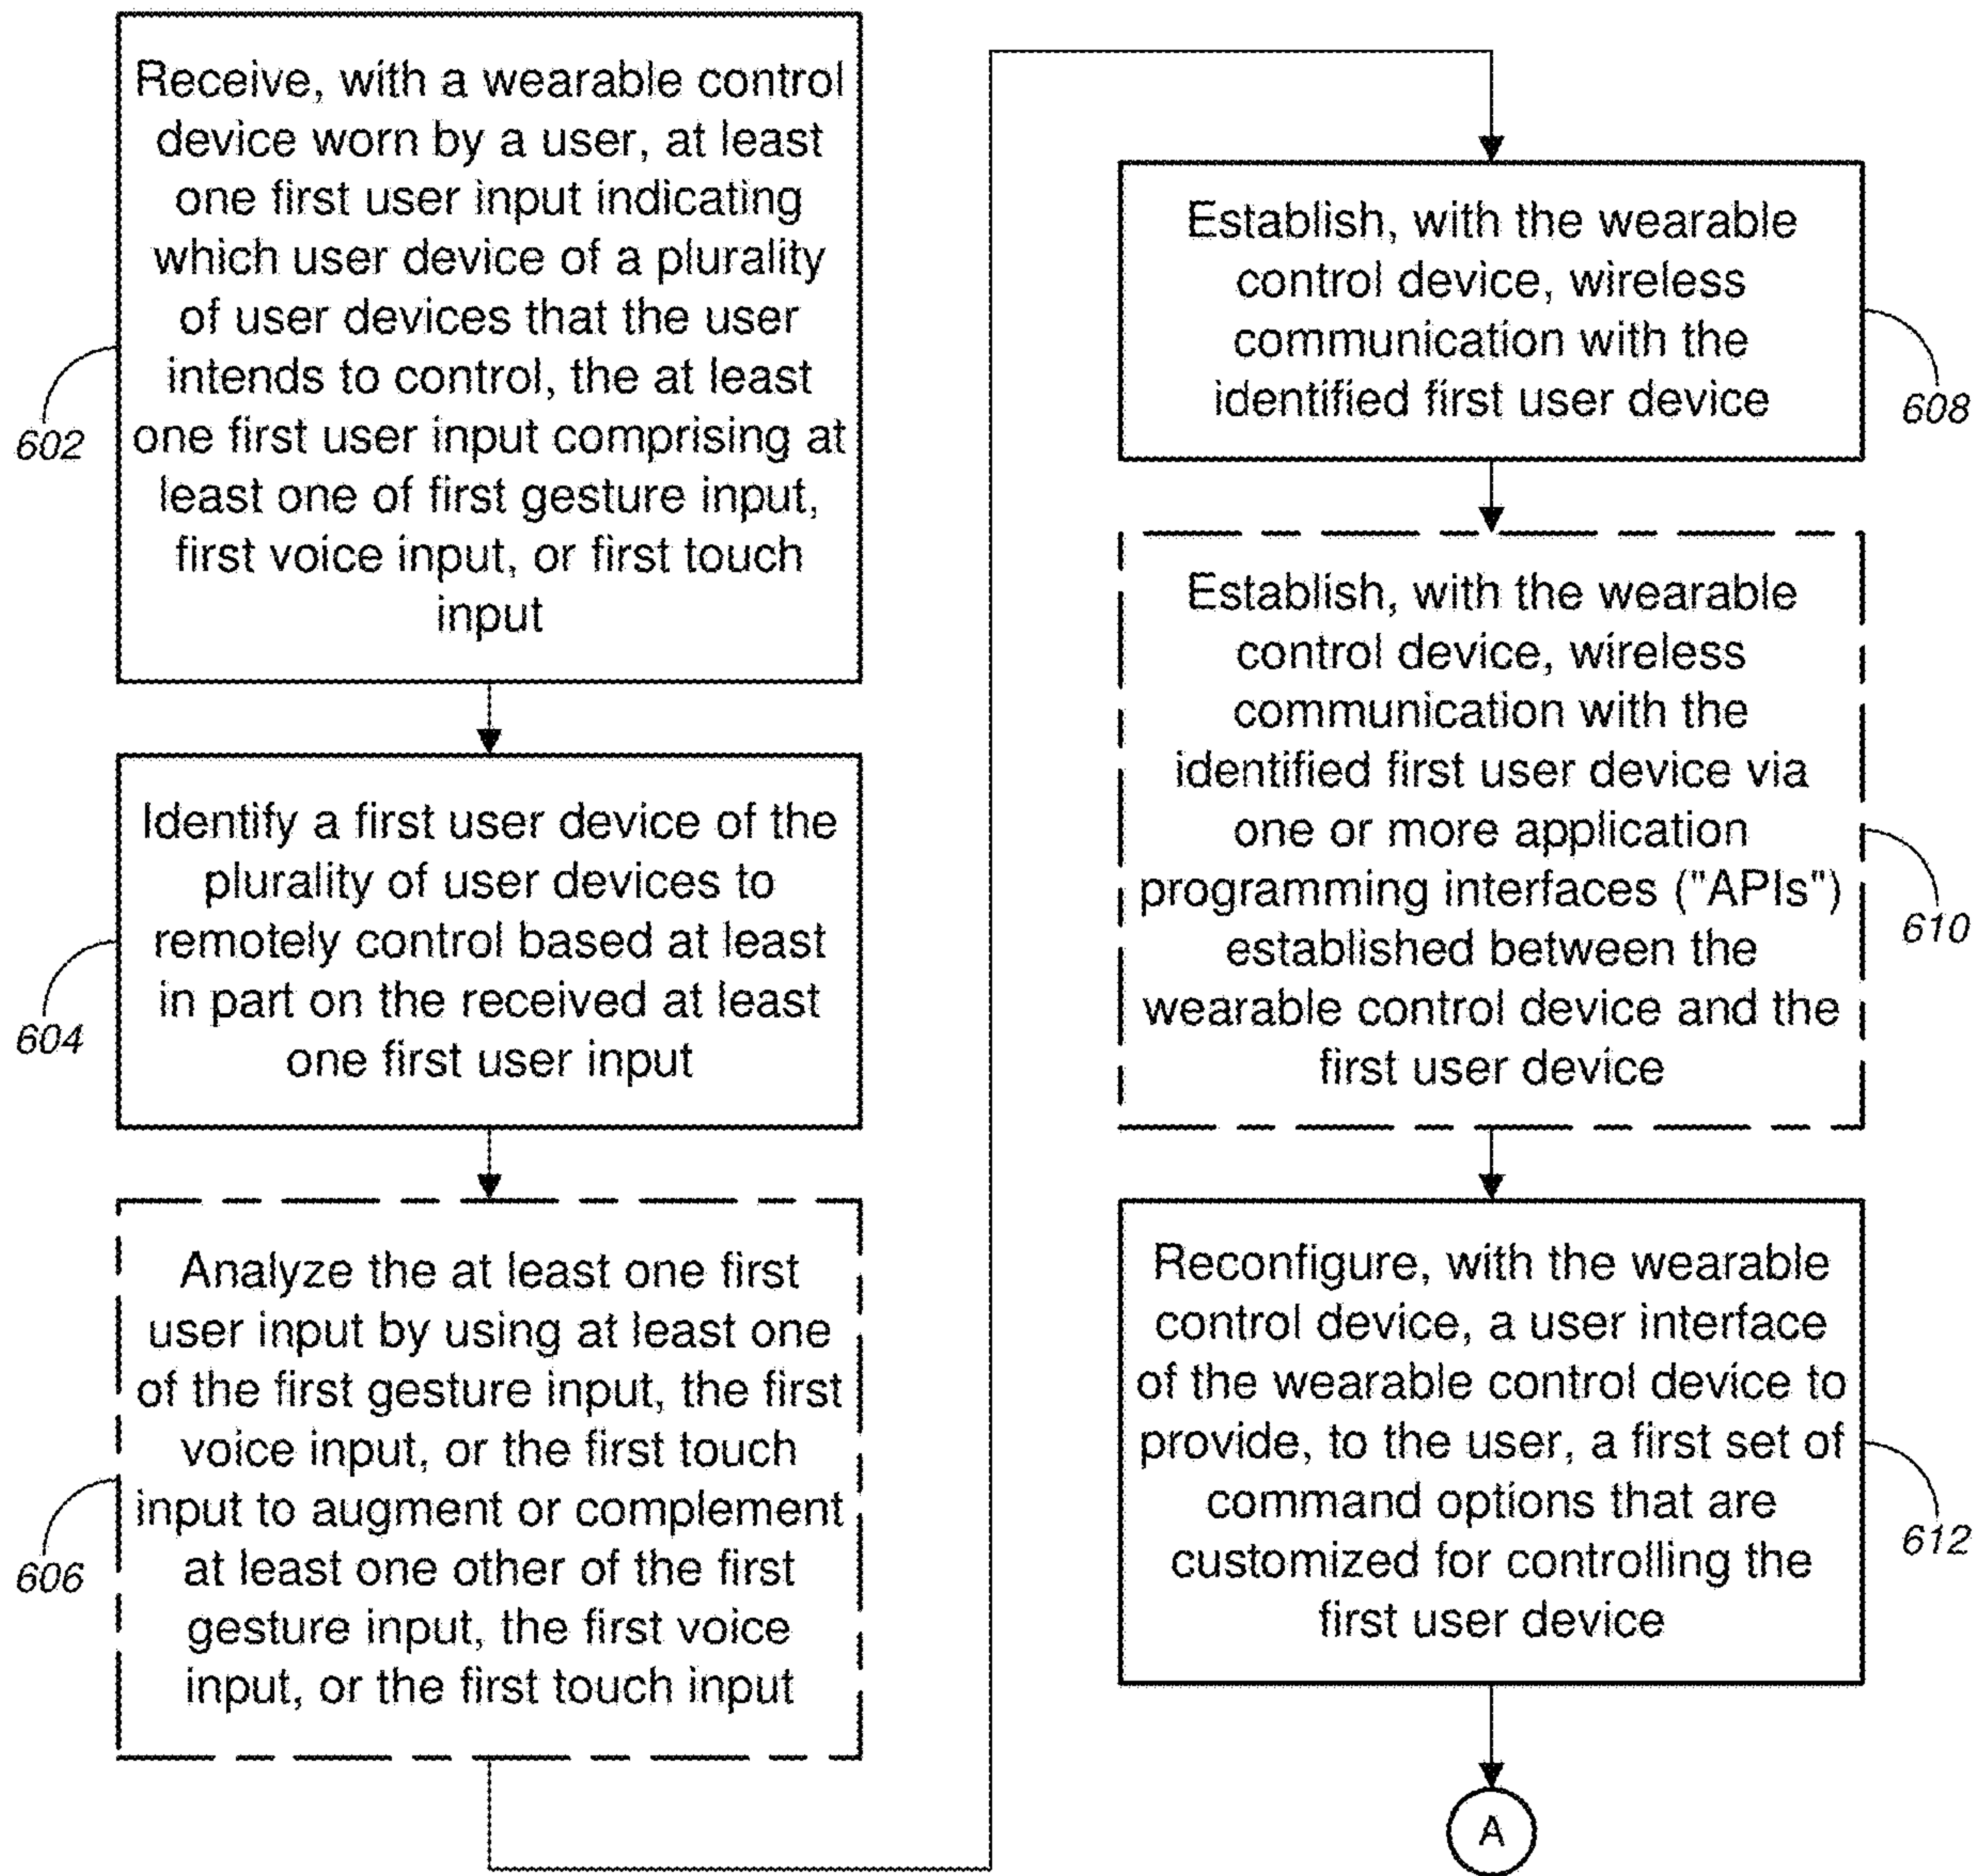 Receive, with a wearable control
device worn by a user, at least
one first user input indicating
which user device of a plurality
of user devices that the user
intends to control, the at least
one first user input comprising at
least one of first gesture input,
first voice input, or first touch
input
602
Identify a first user device of the
plurality of user devices to
remotely control based at least
in part on the received at least
one first user input
604
Analyze the at least one first
user input by using at least one
of the first gesture input, the first
voice input, or the first touch
input to augment or complement
at least one other of the first
gesture input, the first voice
input, or the first touch input
606
Establish, with the wearable
control device, wireless
communication with the
identified first user device
608
Establish, with the wearable
control device, wireless
communication with the
identified first user device via
one or more application
programming interfaces ("APIs")
established between the
wearable control device and the
first user device
610
Reconfigure, with the wearable
control device, a user interface
of the wearable control device to
provide, to the user, a first set of
command options that are
customized for controlling the
first user device
612
A